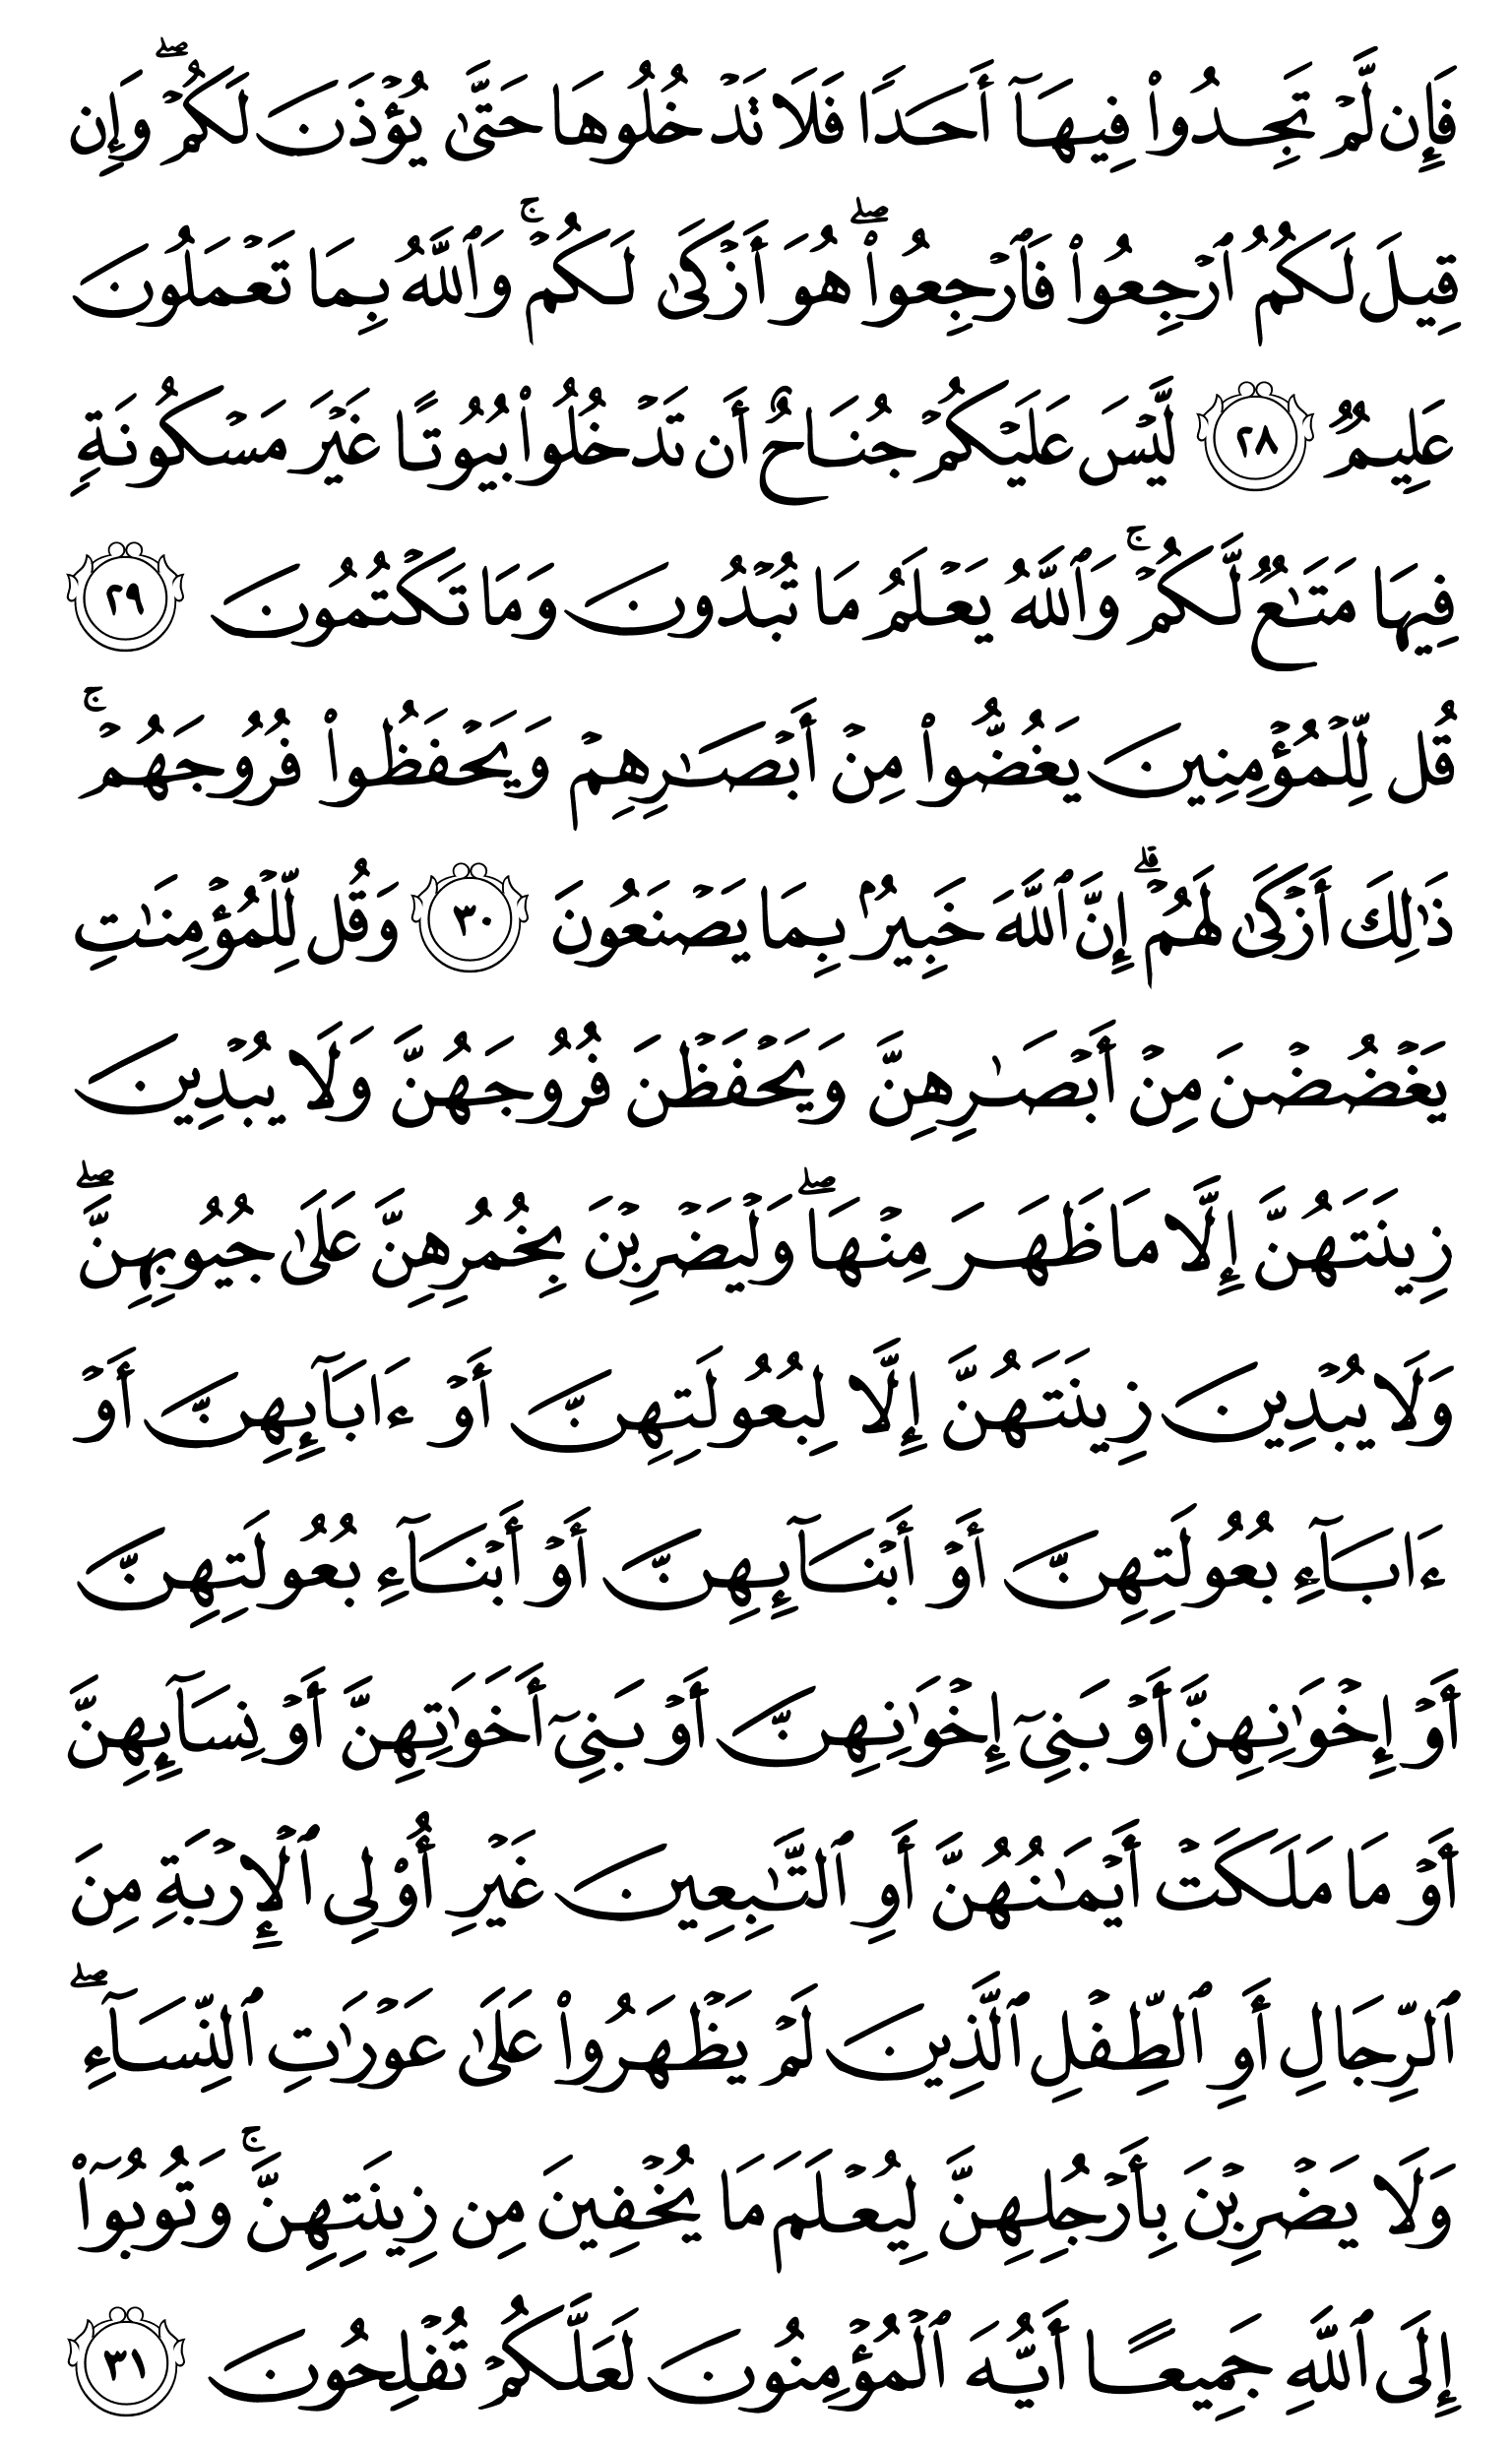 فَإِن لَّمْ تَجِدُوا۟ فِيهَآ أَحَدًا فَلَا تَدْخُلُوهَا حَتَّىٰ يُؤْذَنَ لَكُمْ ۖ وَإِن
قِيلَ لَكُمُ ٱرْجِعُوا۟ فَٱرْجِعُوا۟ ۖ هُوَ أَزْكَىٰ لَكُمْ ۚ وَٱللَّهُ بِمَا تَعْمَلُونَ
عَلِيمٌ ٢٨ لَّيْسَ عَلَيْكُمْ جُنَاحٌ أَن تَدْخُلُوا۟ بُيُوتًا غَيْرَ مَسْكُونَةٍ
فِيهَا مَتَـٰعٌ لَّكُمْ ۚ وَٱللَّهُ يَعْلَمُ مَا تُبْدُونَ وَمَا تَكْتُمُونَ ٢٩
قُل لِّلْمُؤْمِنِينَ يَغُضُّوا۟ مِنْ أَبْصَـٰرِهِمْ وَيَحْفَظُوا۟ فُرُوجَهُمْ ۚ
ذَٰلِكَ أَزْكَىٰ لَهُمْ ۗ إِنَّ ٱللَّهَ خَبِيرٌۢ بِمَا يَصْنَعُونَ ٣٠ وَقُل لِّلْمُؤْمِنَـٰتِ
يَغْضُضْنَ مِنْ أَبْصَـٰرِهِنَّ وَيَحْفَظْنَ فُرُوجَهُنَّ وَلَا يُبْدِينَ
زِينَتَهُنَّ إِلَّا مَا ظَهَرَ مِنْهَا ۖ وَلْيَضْرِبْنَ بِخُمُرِهِنَّ عَلَىٰ جُيُوبِهِنَّ ۖ
وَلَا يُبْدِينَ زِينَتَهُنَّ إِلَّا لِبُعُولَتِهِنَّ أَوْ ءَابَآئِهِنَّ أَوْ
ءَابَآءِ بُعُولَتِهِنَّ أَوْ أَبْنَآئِهِنَّ أَوْ أَبْنَآءِ بُعُولَتِهِنَّ
أَوْ إِخْوَٰنِهِنَّ أَوْ بَنِىٓ إِخْوَٰنِهِنَّ أَوْ بَنِىٓ أَخَوَٰتِهِنَّ أَوْ نِسَآئِهِنَّ
أَوْ مَا مَلَكَتْ أَيْمَـٰنُهُنَّ أَوِ ٱلتَّـٰبِعِينَ غَيْرِ أُو۟لِى ٱلْإِرْبَةِ مِنَ
ٱلرِّجَالِ أَوِ ٱلطِّفْلِ ٱلَّذِينَ لَمْ يَظْهَرُوا۟ عَلَىٰ عَوْرَٰتِ ٱلنِّسَآءِ ۖ
وَلَا يَضْرِبْنَ بِأَرْجُلِهِنَّ لِيُعْلَمَ مَا يُخْفِينَ مِن زِينَتِهِنَّ ۚ وَتُوبُوٓا۟
إِلَى ٱللَّهِ جَمِيعًا أَيُّهَ ٱلْمُؤْمِنُونَ لَعَلَّكُمْ تُفْلِحُونَ ٣١